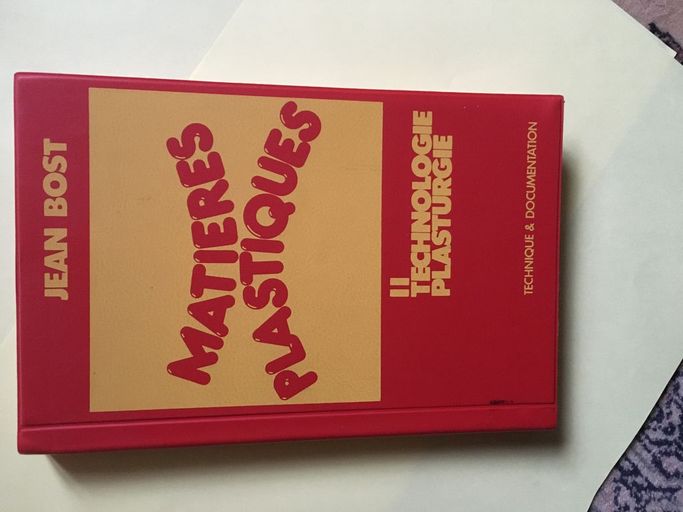 JEAN BOST
MATIERES
PLASTIQUES
II
TECHNOLOGIE
PLASTURGIE
TECHNIQUE & DOCUMENTATION